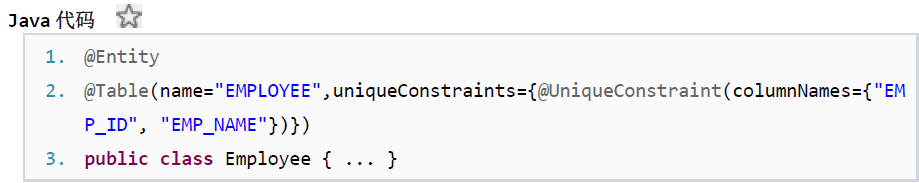 Java 代码
1. @Entity
2. @Table(name="EMPLOYEE",uniqueConstraints={@UniqueConstraint(columnNames={"EM
P_ID", "EMP_NAME"})})
3. public class Employee { ... }